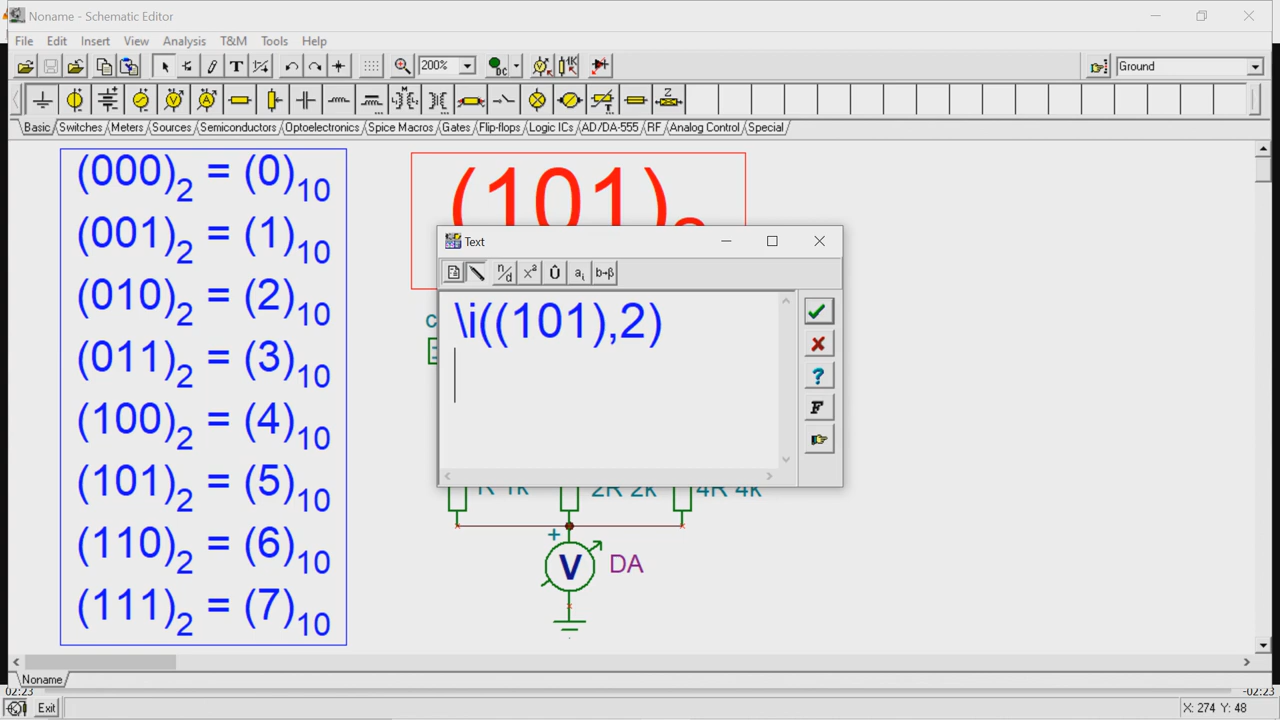 Noname - Schematic Editor
File Edit Insert View Analysis T&M Tools Help
200% DC 1K Ground
Basic Switches Meters Sources Semiconductors Optoelectronics Spice Macros Gates Flip-flops Logic ICs AD/DA-555 RF Analog Control Special
(000)2 = (0)10
(001)2 = (1)10
(010)2 = (2)10
(011)2 = (3)10
(100)2 = (4)10
(101)2 = (5)10
(110)2 = (6)10
(111)2 = (7)10
(101)2
Text
n/d x² Û ai b→β
\i((101),2)
F
R 1k 2R 2k 4R 4k
+
V DA
Noname
02:23 -02:23
Exit X: 274 Y: 48